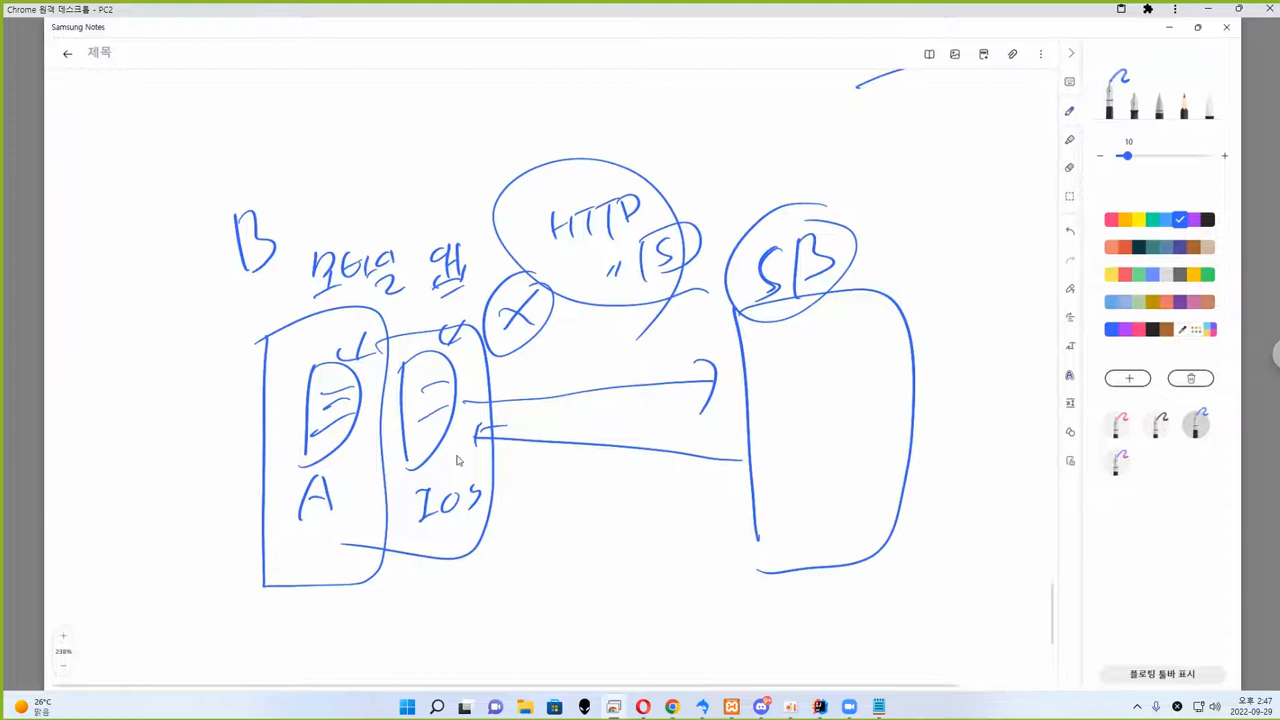 Chrome 원격 데스크톱 - PC2
Samsung Notes
제목
10
HTTP
" S
B
모바일 앱
SB
X
A
IOS
238%
플로팅 툴바 표시
26°C
맑음
오후 2:47
2022-09-29